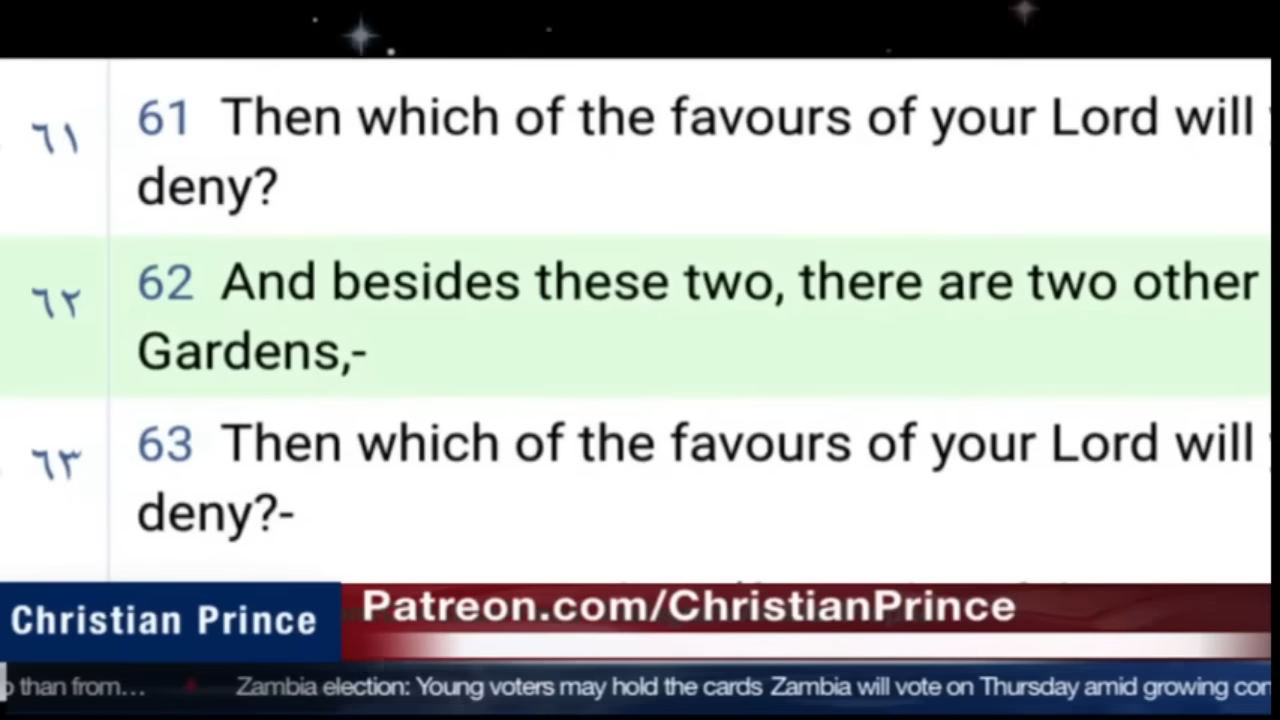 ٦١ 61 Then which of the favours of your Lord will
deny?
٦٢ 62 And besides these two, there are two other
Gardens,-
٦٣ 63 Then which of the favours of your Lord will
deny?-
Christian Prince Patreon.com/ChristianPrince
than from... Zambia election: Young voters may hold the cards Zambia will vote on Thursday amid growing